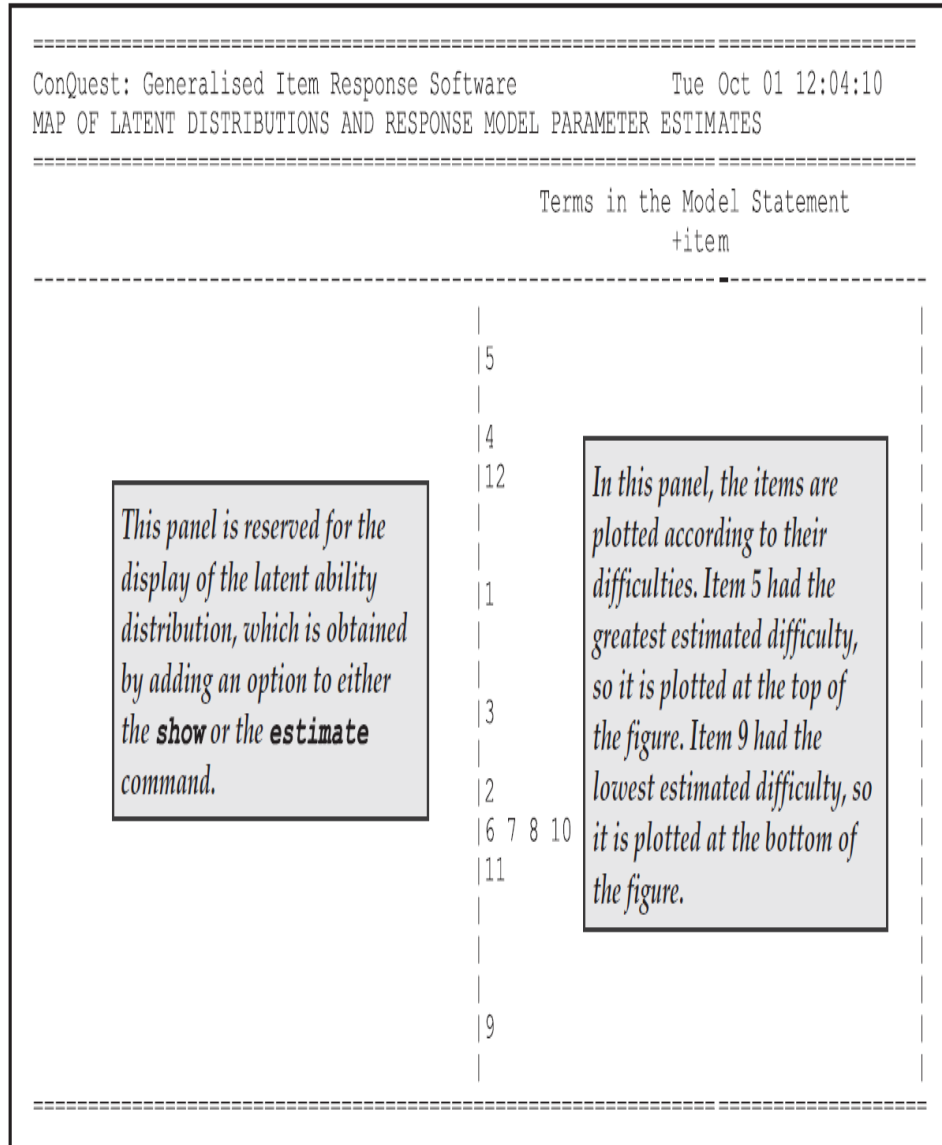 ================================================================================
ConQuest: Generalised Item Response Software Tue Oct 01 12:04:10
MAP OF LATENT DISTRIBUTIONS AND RESPONSE MODEL PARAMETER ESTIMATES
================================================================================
Terms in the Model Statement
+item
--------------------------------------------------------------------------------
|5
|4
|12
|1
|3
|2
|6 7 8 10
|11
|9
This panel is reserved for the
display of the latent ability
distribution, which is obtained
by adding an option to either
the show or the estimate
command.
In this panel, the items are
plotted according to their
difficulties. Item 5 had the
greatest estimated difficulty,
so it is plotted at the top of
the figure. Item 9 had the
lowest estimated difficulty, so
it is plotted at the bottom of
the figure.
================================================================================